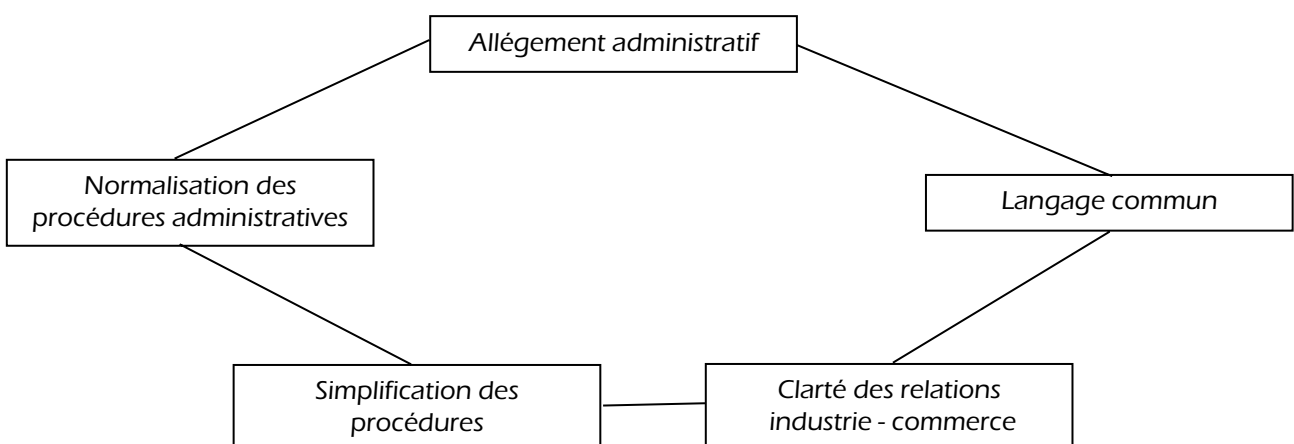 Allégement administratif
Normalisation des
procédures administratives
Langage commun
Simplification des
procédures
Clarté des relations
industrie - commerce